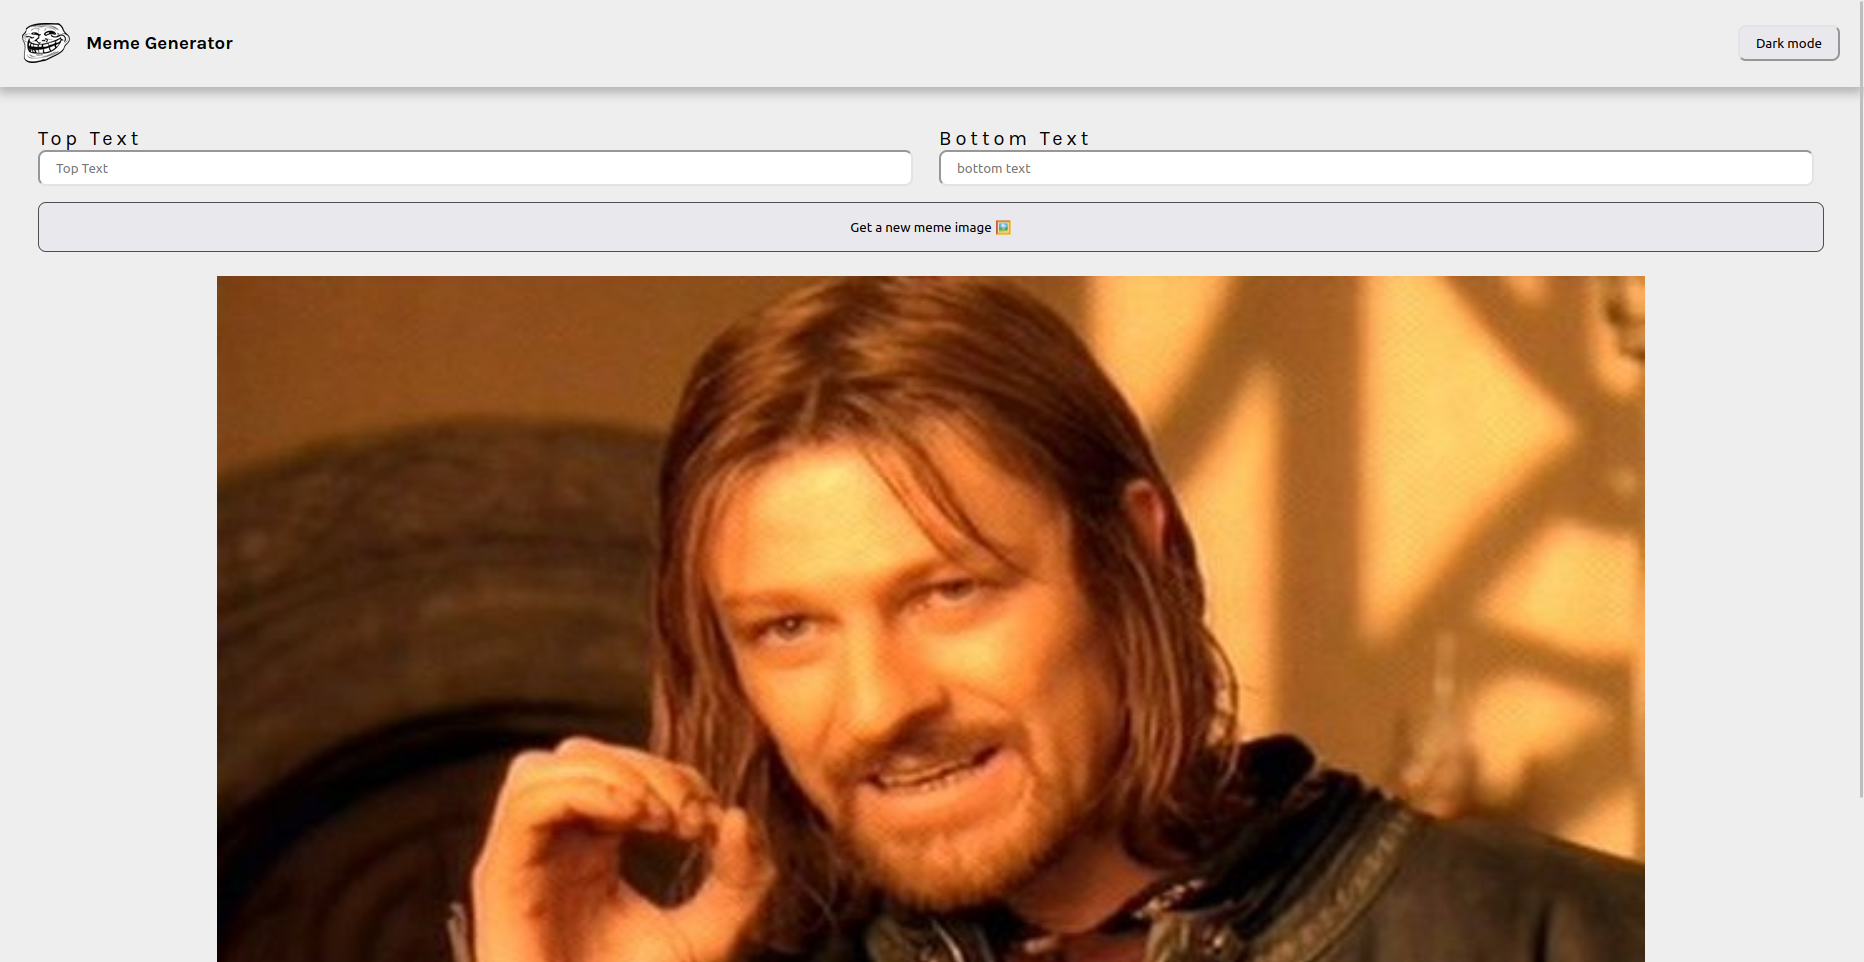 Meme Generator
Dark mode
Top Text
Bottom Text
Top Text
bottom text
Get a new meme image 🖼️